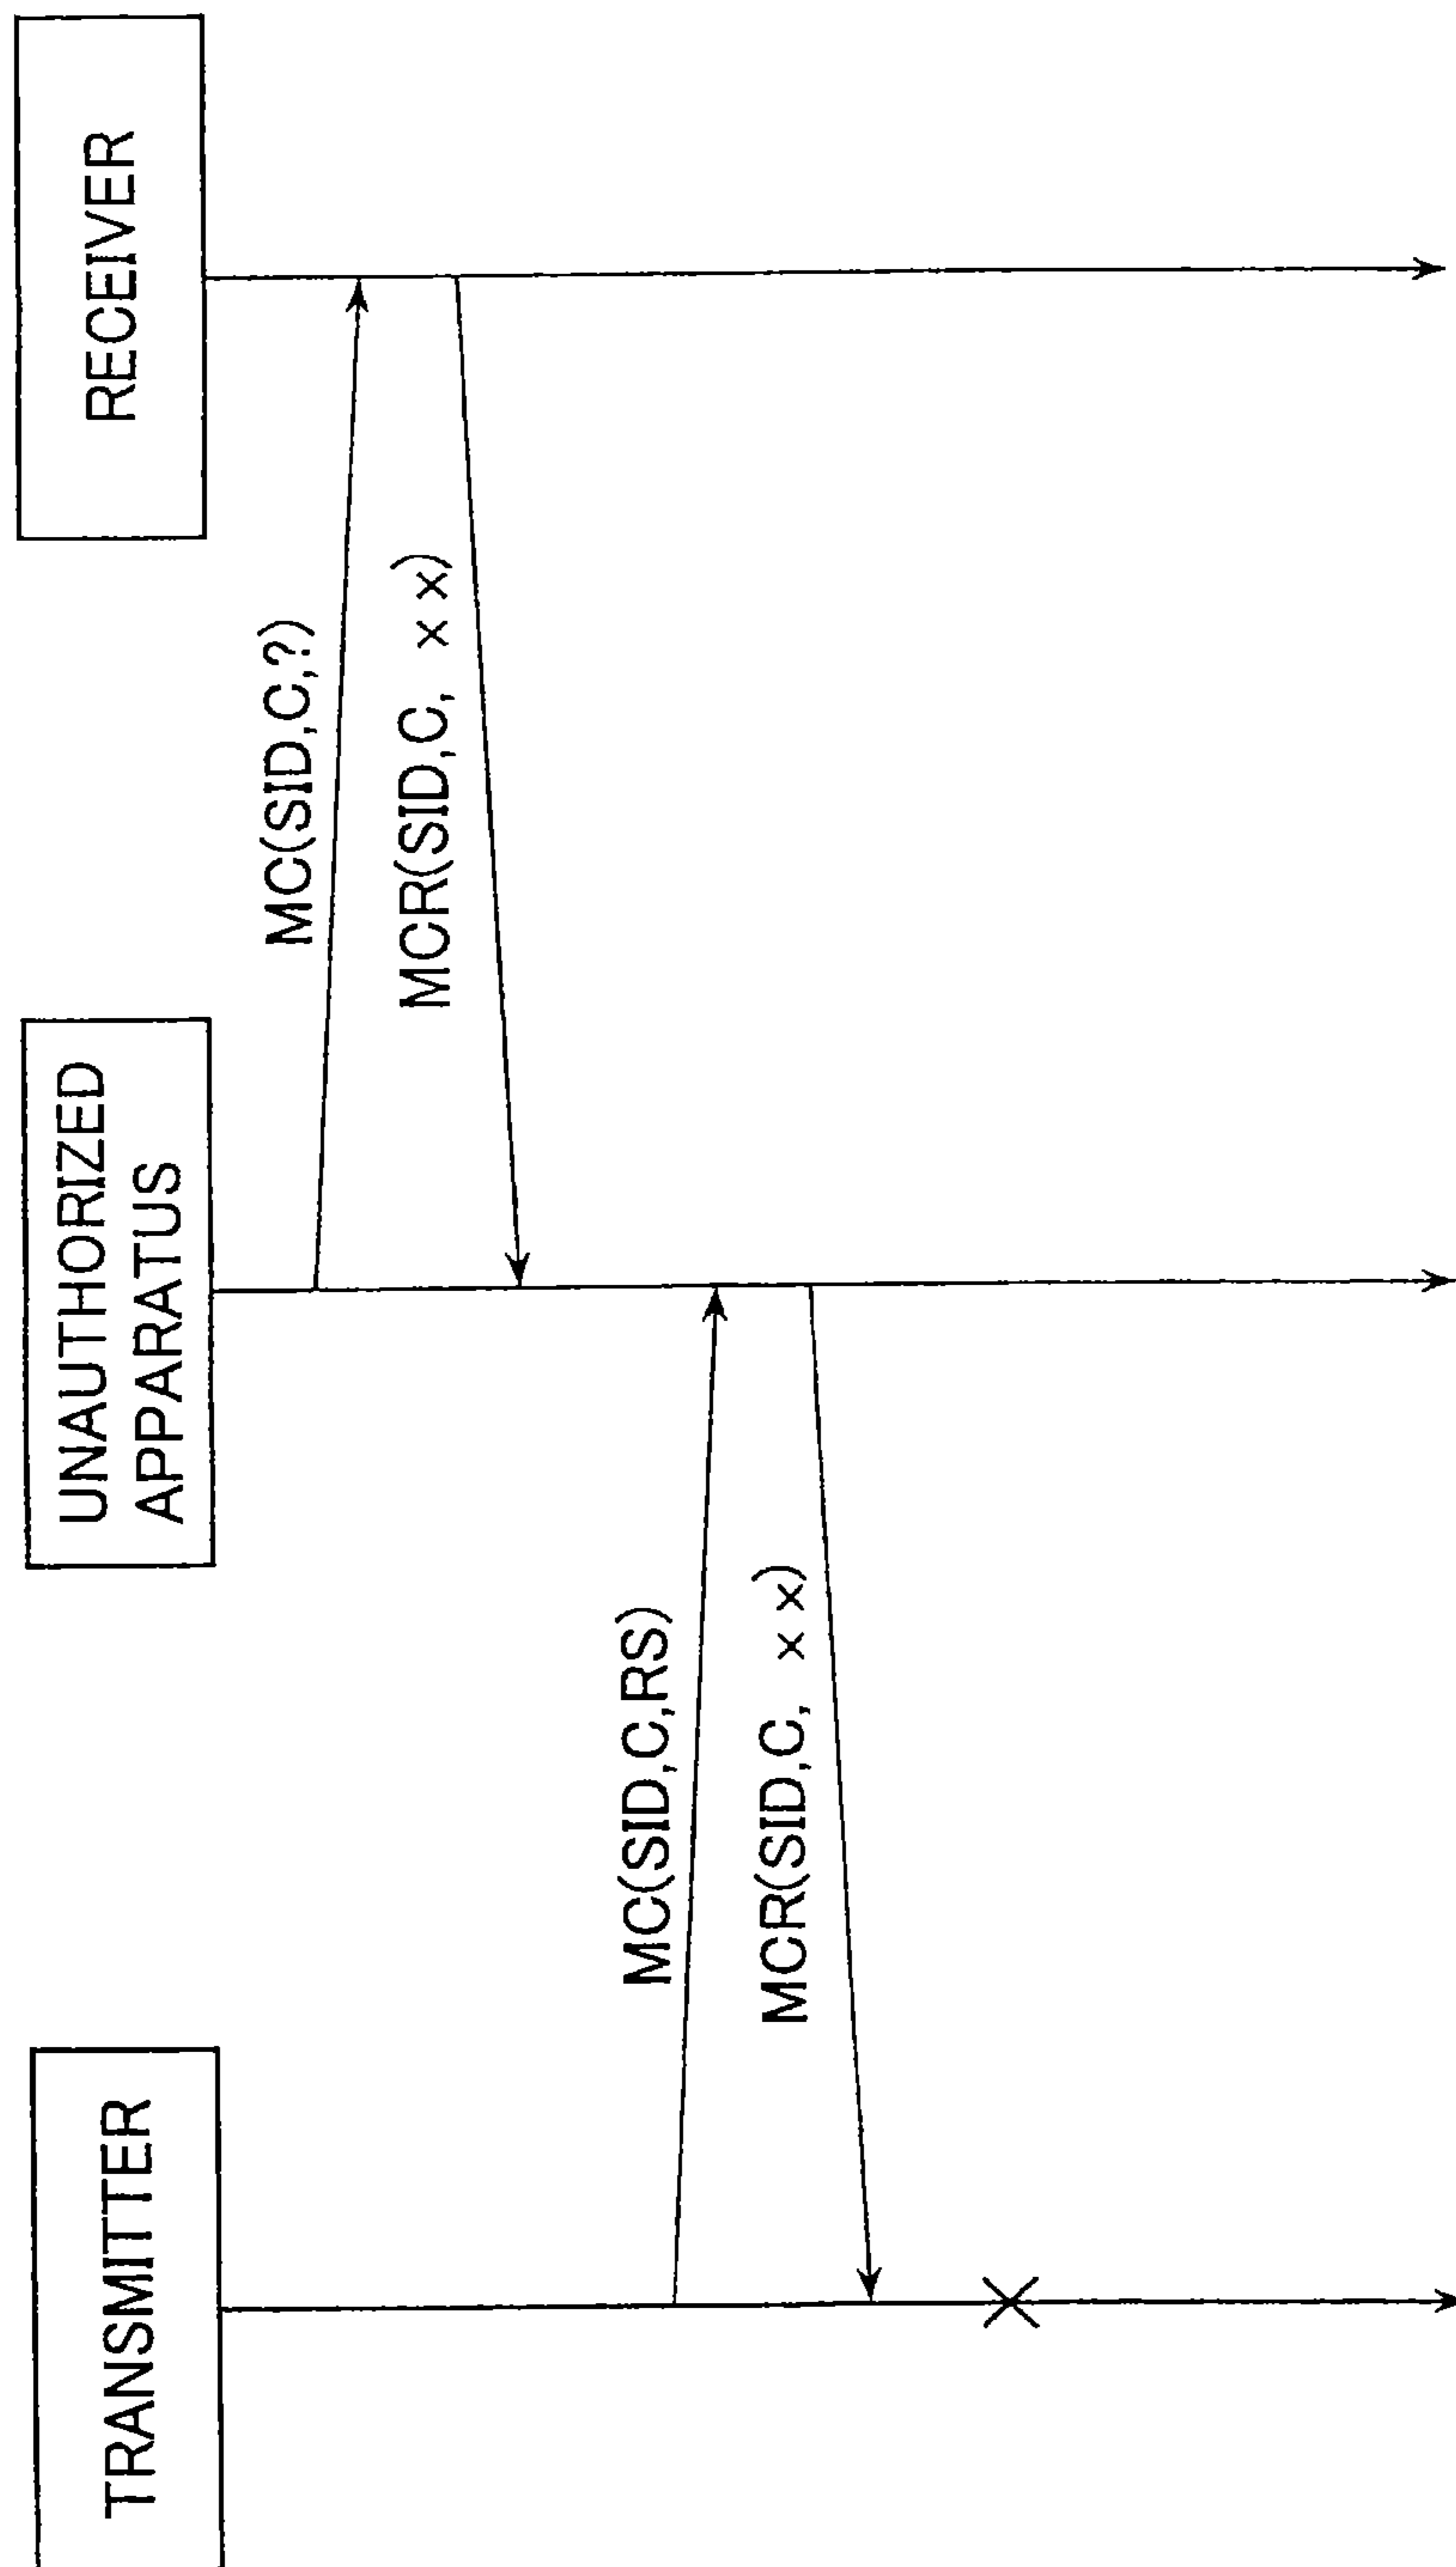 TRANSMITTER
UNAUTHORIZED
APPARATUS
RECEIVER
MC(SID,C,?)
MCR(SID,C, ××)
MC(SID,C,RS)
MCR(SID,C, ××)